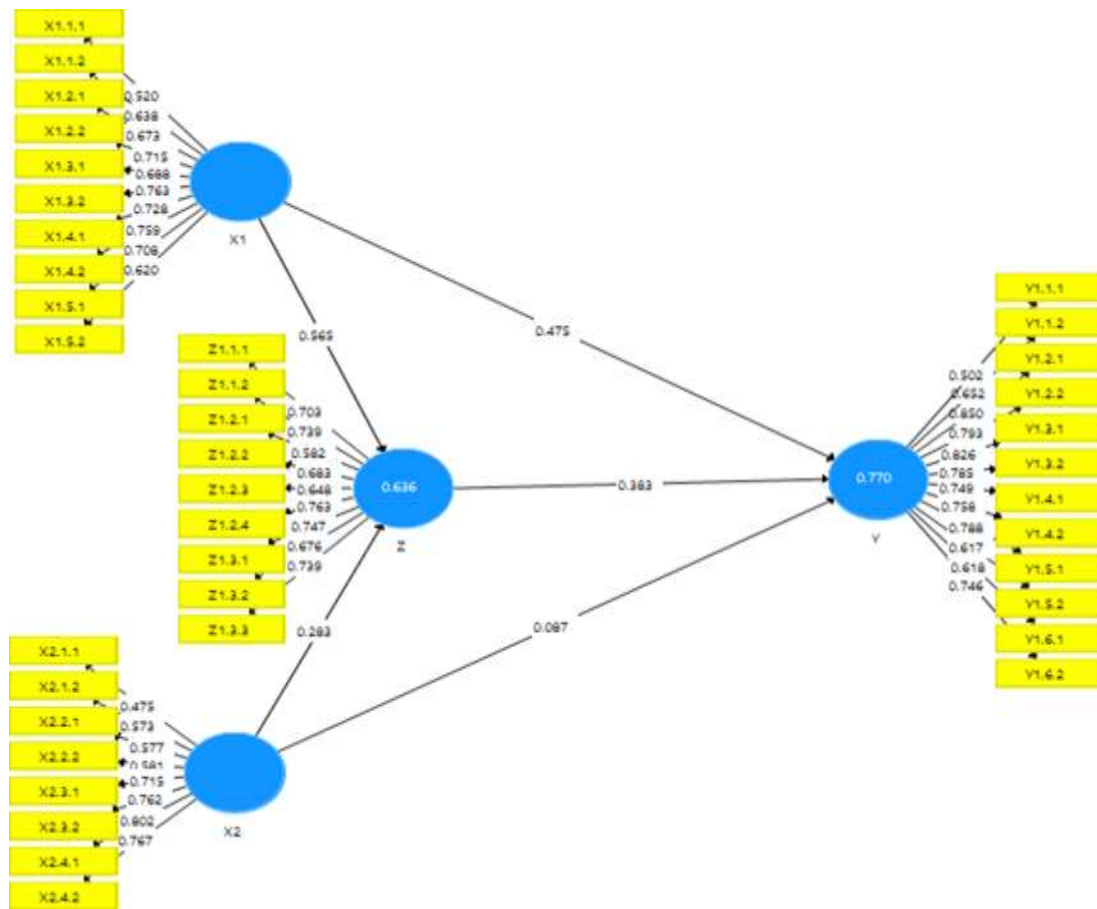 X1.1.1
X1.1.2
X1.2.1
X1.2.2
X1.3.1
X1.3.2
X1.4.1
X1.4.2
X1.5.1
X1.5.2
0.520
0.638
0.673
0.715
0.688
0.763
0.728
0.759
0.708
0.620
X1
0.565
0.475
Z1.1.1
Z1.1.2
Z1.2.1
Z1.2.2
Z1.2.3
Z1.2.4
Z1.3.1
Z1.3.2
Z1.3.3
0.703
0.739
0.582
0.683
0.648
0.763
0.747
0.676
0.739
0.636
Z
0.383
0.283
0.087
X2.1.1
X2.1.2
X2.2.1
X2.2.2
X2.3.1
X2.3.2
X2.4.1
X2.4.2
0.475
0.573
0.577
0.581
0.715
0.762
0.802
0.767
X2
0.770
Y
0.502
0.652
0.850
0.793
0.826
0.785
0.749
0.758
0.788
0.617
0.618
0.746
Y1.1.1
Y1.1.2
Y1.2.1
Y1.2.2
Y1.3.1
Y1.3.2
Y1.4.1
Y1.4.2
Y1.5.1
Y1.5.2
Y1.6.1
Y1.6.2